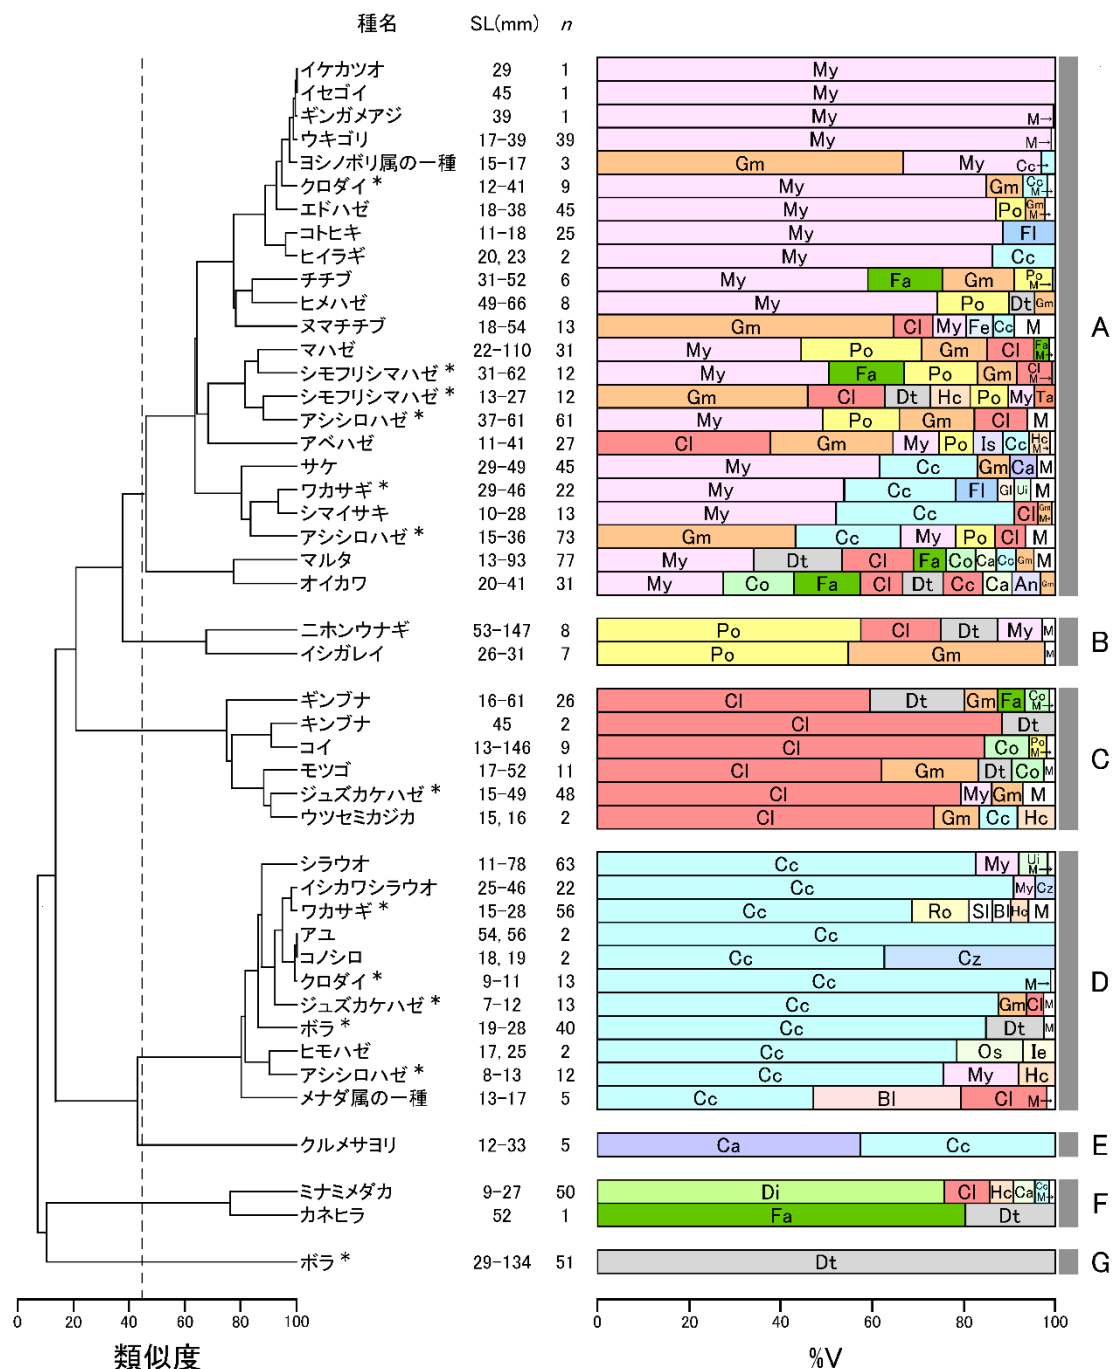 種名 SL(mm) n
イケカツオ 29 1 My
イセゴイ 45 1 My
ギンガメアジ 39 1 My M→
ウキゴリ 17-39 39 My M→
ヨシノボリ属の一種 15-17 3 Gm My Cc→
クロダイ* 12-41 9 My Gm Cc M→
エドハゼ 18-38 45 My Po Gm M→
コトヒキ 11-18 25 My Fl
ヒイラギ 20, 23 2 My Cc
チチブ 31-52 6 My Fa Gm Po M→
ヒメハゼ 49-66 8 My Po Dt Gm
ヌマチチブ 18-54 13 Gm Cl My Fe Cc M
マハゼ 22-110 31 My Po Gm Cl Fa M→
シモフリシマハゼ* 31-62 12 My Fa Po Gm Cl M→
シモフリシマハゼ* 13-27 12 Gm Cl Dt Hc Po My Ta
アシシロハゼ* 37-61 61 My Po Gm Cl M
アベハゼ 11-41 27 Cl Gm My Po Is Cc Hc M→
サケ 29-49 45 My Cc Gm Ca M
ワカサギ* 29-46 22 My Cc Fl Gl Ui M
シマイサキ 10-28 13 My Cc Cl Gm M→
アシシロハゼ* 15-36 73 Gm Cc My Po Cl M
マルタ 13-93 77 My Dt Cl Fa Co Ca Cc Gm M
オイカワ 20-41 31 My Co Fa Cl Dt Cc Ca An Gm
A
ニホンウナギ 53-147 8 Po Cl Dt My M
イシガレイ 26-31 7 Po Gm M
B
ギンブナ 16-61 26 Cl Dt Gm Fa Co M→
キンブナ 45 2 Cl Dt
コイ 13-146 9 Cl Co Po M→
モツゴ 17-52 11 Cl Gm Dt Co M
ジュズカケハゼ* 15-49 48 Cl My Gm M
ウツセミカジカ 15, 16 2 Cl Gm Cc Hc
C
シラウオ 11-78 63 Cc My Ui M→
イシカワシラウオ 25-46 22 Cc My Cz
ワカサギ* 15-28 56 Cc Ro Sl Bl Hc M
アユ 54, 56 2 Cc
コノシロ 18, 19 2 Cc Cz
クロダイ* 9-11 13 Cc M→
ジュズカケハゼ* 7-12 13 Cc Gm Cl M
ボラ* 19-28 40 Cc Dt M
ヒモハゼ 17, 25 2 Cc Os Ie
アシシロハゼ* 8-13 12 Cc My Hc
メナダ属の一種 13-17 5 Cc Bl Cl M→
D
クルメサヨリ 12-33 5 Ca Cc E
ミナミメダカ 9-27 50 Di Cl Hc Ca Cc M→
カネヒラ 52 1 Fa Dt
F
ボラ* 29-134 51 Dt G
0 20 40 60 80 100 0 20 40 60 80 100
類似度 %V